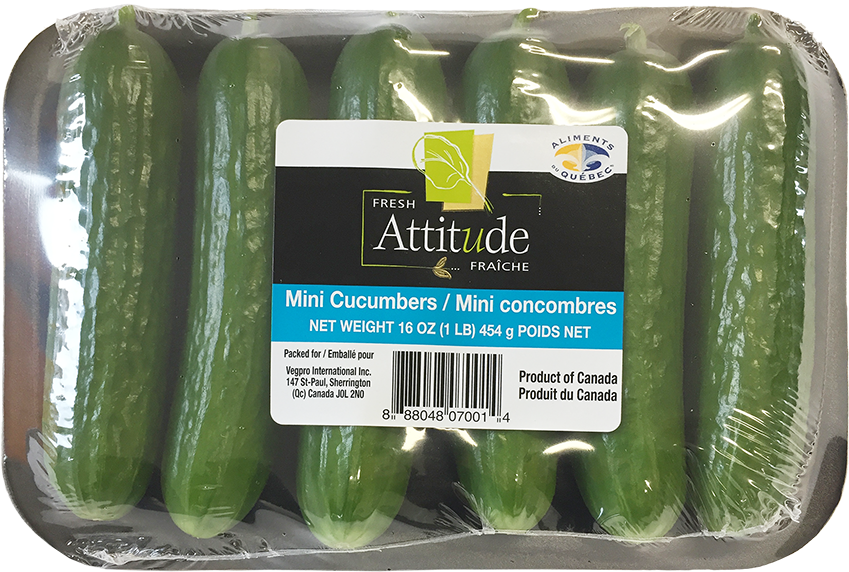 ALIMENTS
DU QUÉBEC
FRESH
Attitude
FRAÎCHE
Mini Cucumbers / Mini concombres
NET WEIGHT 16 OZ (1 LB) 454 g POIDS NET
Packed for / Emballé pour
Vegpro International Inc.
147 St-Paul, Sherrington
(Qc) Canada J0L 2N0
Product of Canada
Produit du Canada
8 88048 07001 4